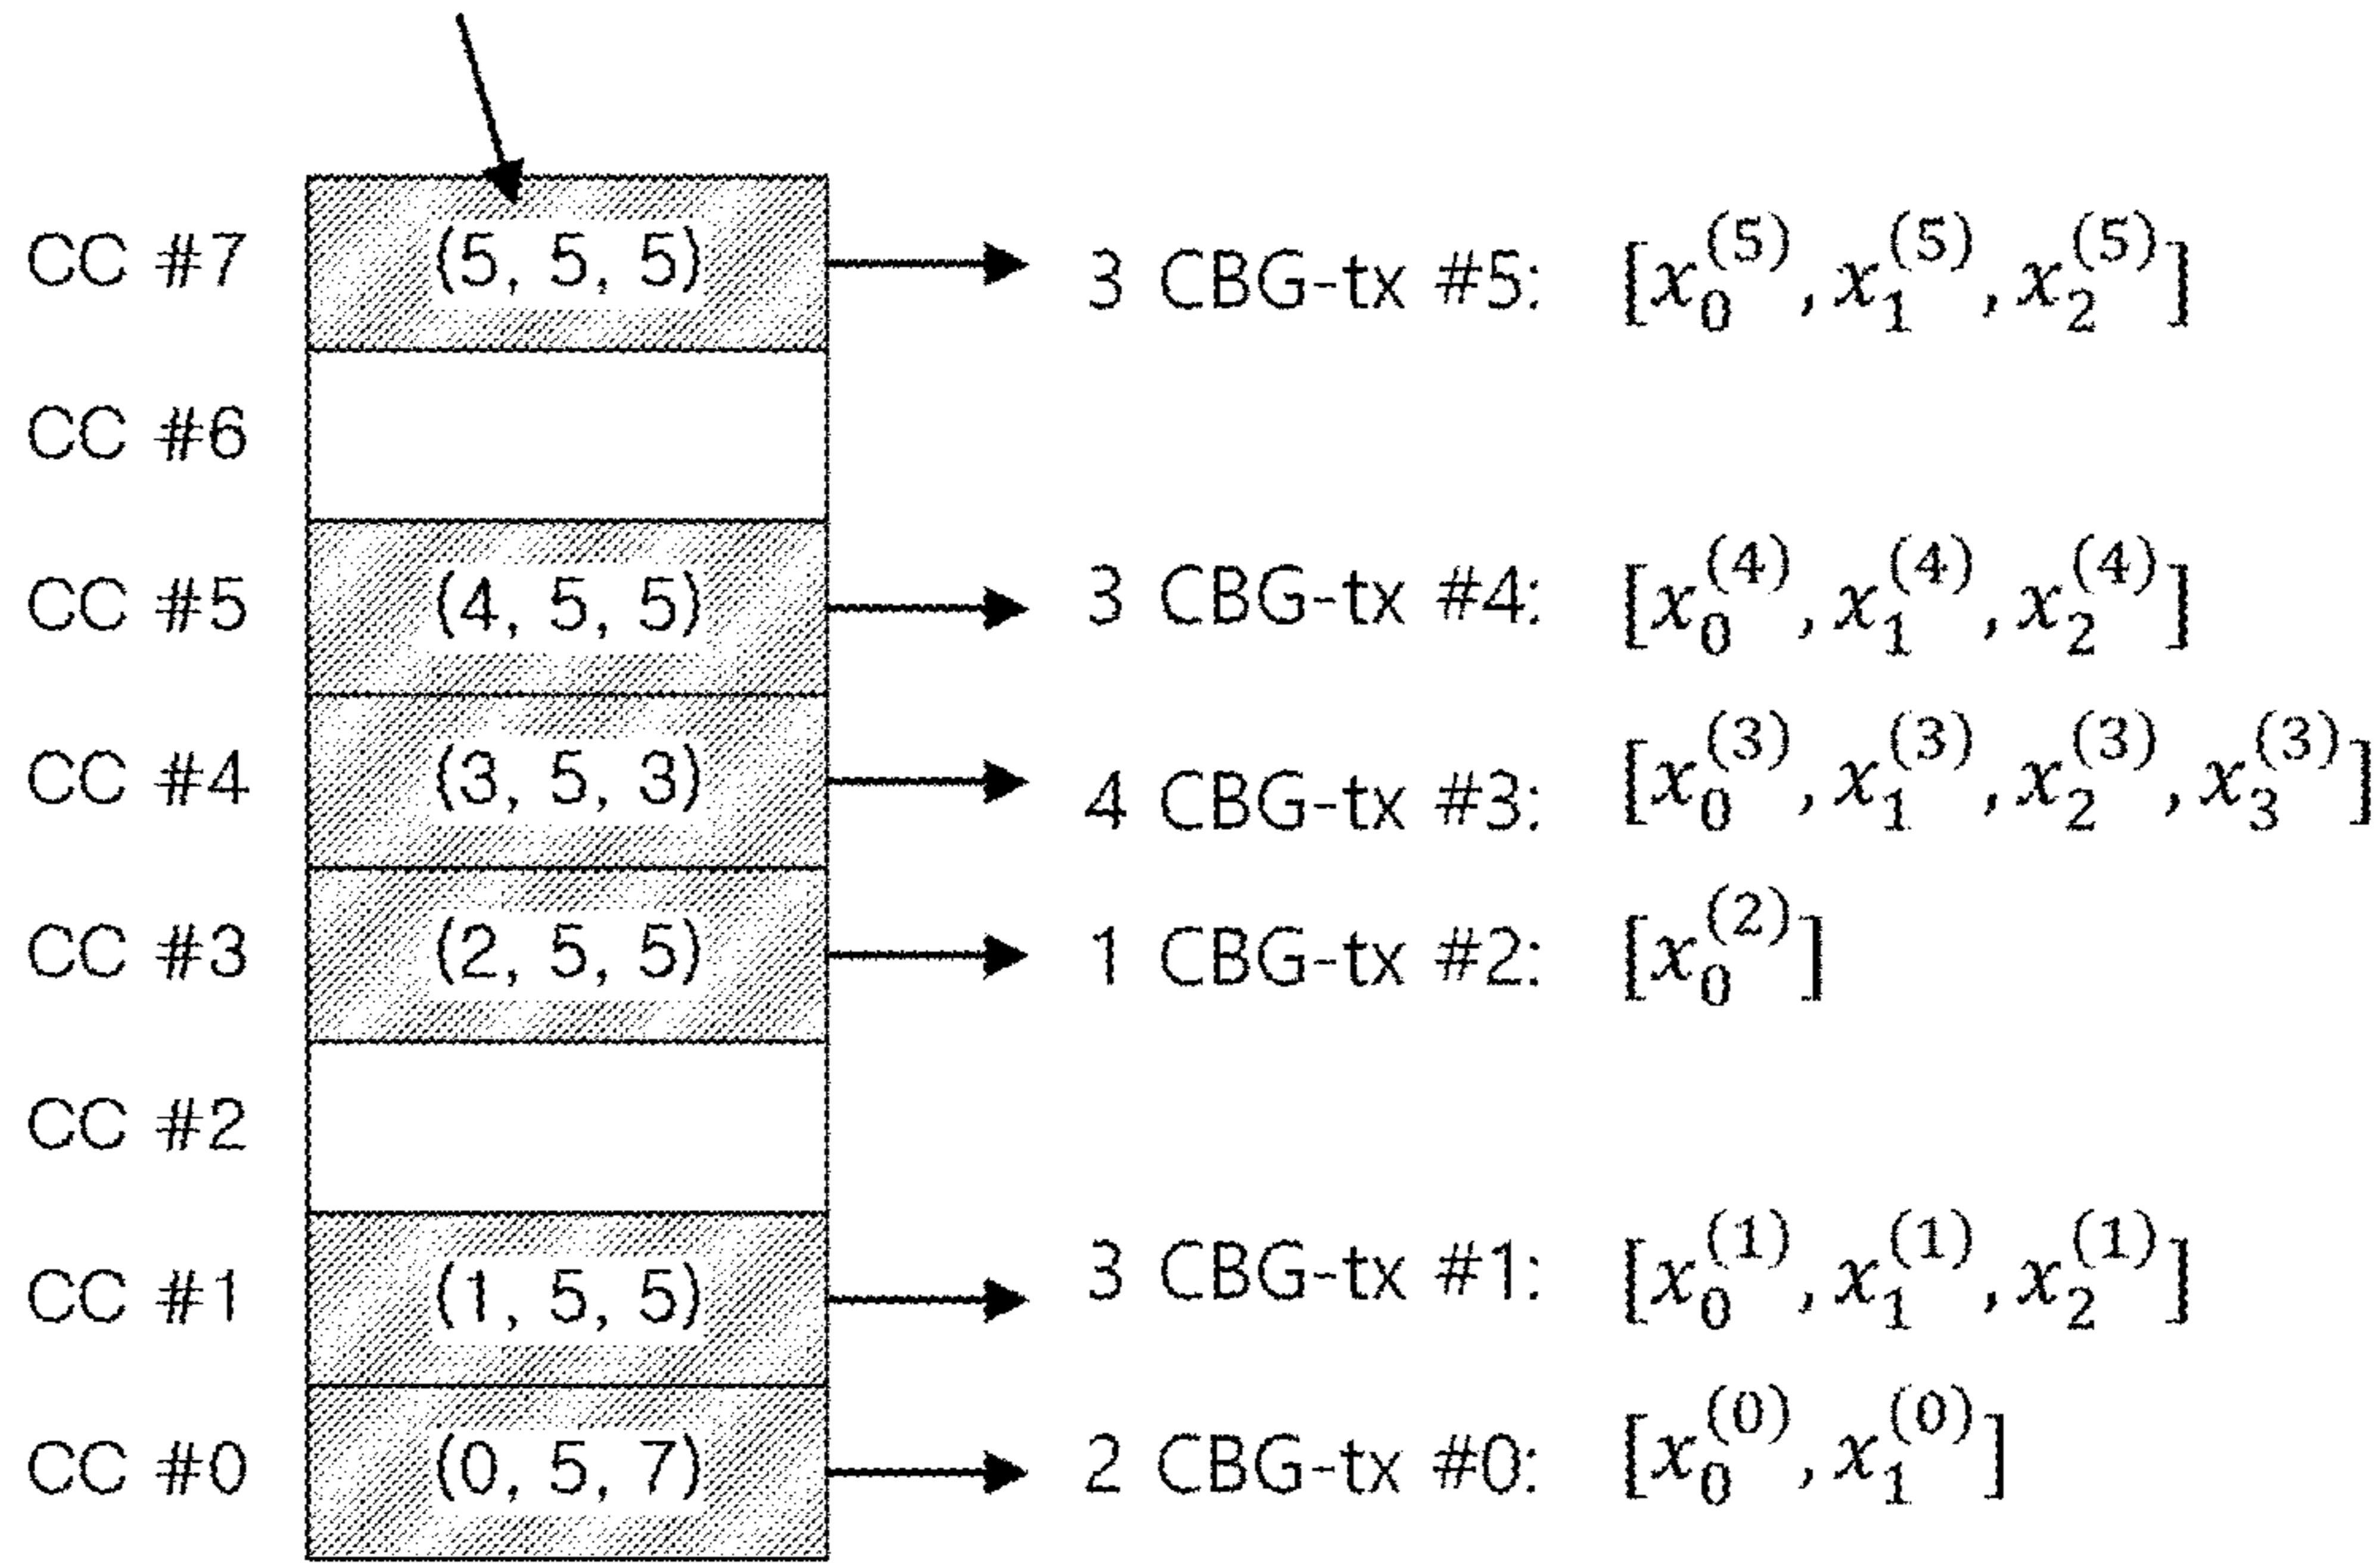 CC #7 (5, 5, 5) 3 CBG-tx #5: [x_0^(5), x_1^(5), x_2^(5)]
CC #6
CC #5 (4, 5, 5) 3 CBG-tx #4: [x_0^(4), x_1^(4), x_2^(4)]
CC #4 (3, 5, 3) 4 CBG-tx #3: [x_0^(3), x_1^(3), x_2^(3), x_3^(3)]
CC #3 (2, 5, 5) 1 CBG-tx #2: [x_0^(2)]
CC #2
CC #1 (1, 5, 5) 3 CBG-tx #1: [x_0^(1), x_1^(1), x_2^(1)]
CC #0 (0, 5, 7) 2 CBG-tx #0: [x_0^(0), x_1^(0)]